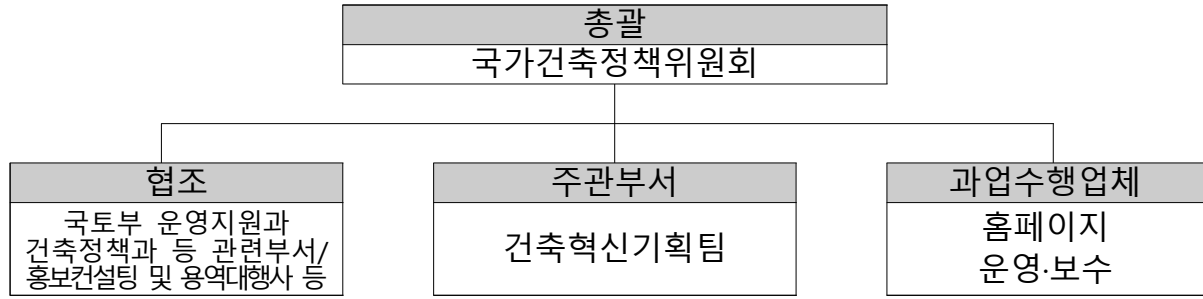 총괄
국가건축정책위원회
협조
국토부 운영지원과
건축정책과 등 관련부서/
홍보컨설팅 및 용역대행사 등
주관부서
건축혁신기획팀
과업수행업체
홈페이지
운영·보수